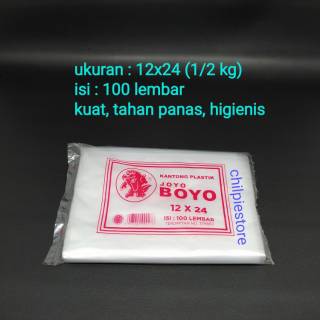 ukuran : 12x24 (1/2 kg)
isi : 100 lembar
kuat, tahan panas, higienis
KANTONG PLASTIK
JOYO
BOYO
12 X 24
ISI : 100 LEMBAR
chilpiestore